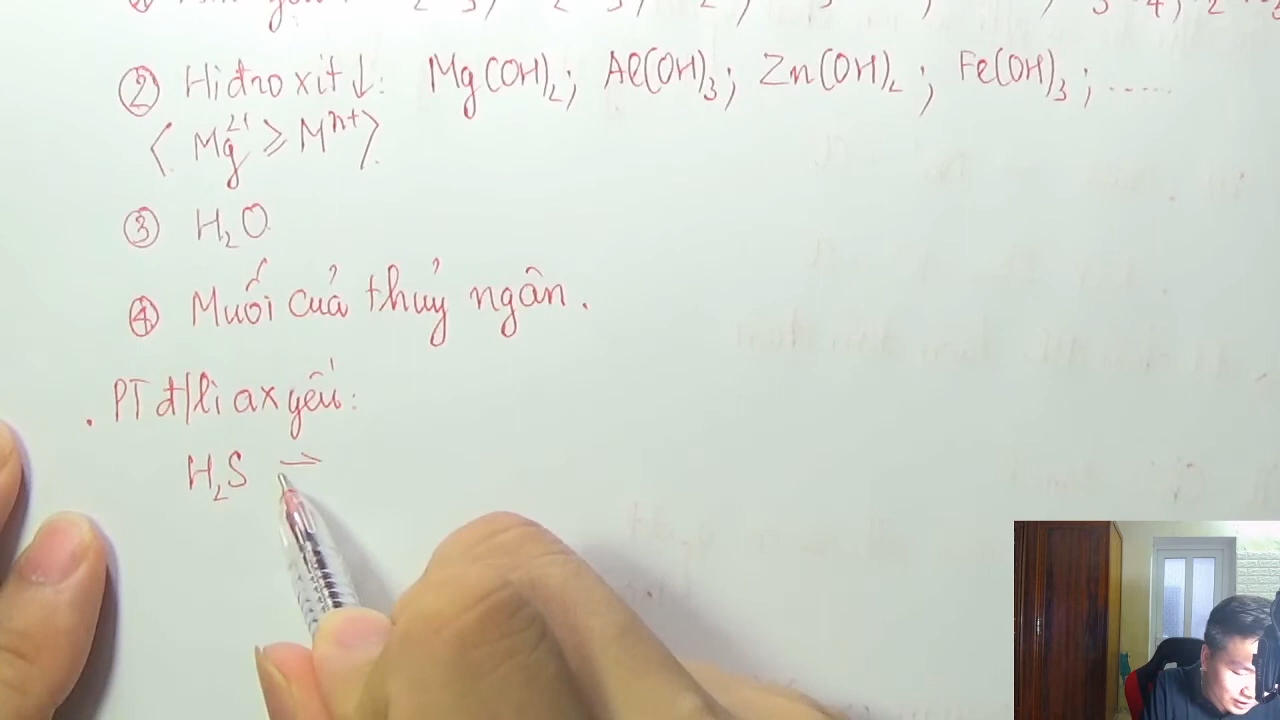 ② Hiđroxit↓: Mg(OH)₂; Al(OH)₃; Zn(OH)₂; Fe(OH)₃; ......
⟨ Mg²⁺ ≥ Mⁿ⁺ ⟩
③ H₂O
④ Muối của thủy ngân.
. PT đ/li ax yếu:
H₂S ⇀